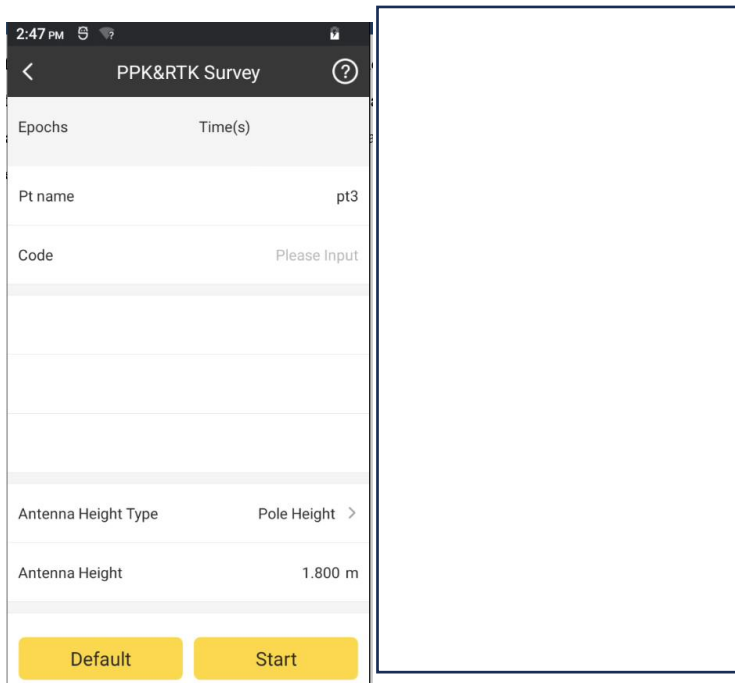 2:47 PM
PPK&RTK Survey
Epochs Time(s)
Pt name pt3
Code Please Input
Antenna Height Type Pole Height
Antenna Height 1.800 m
Default Start